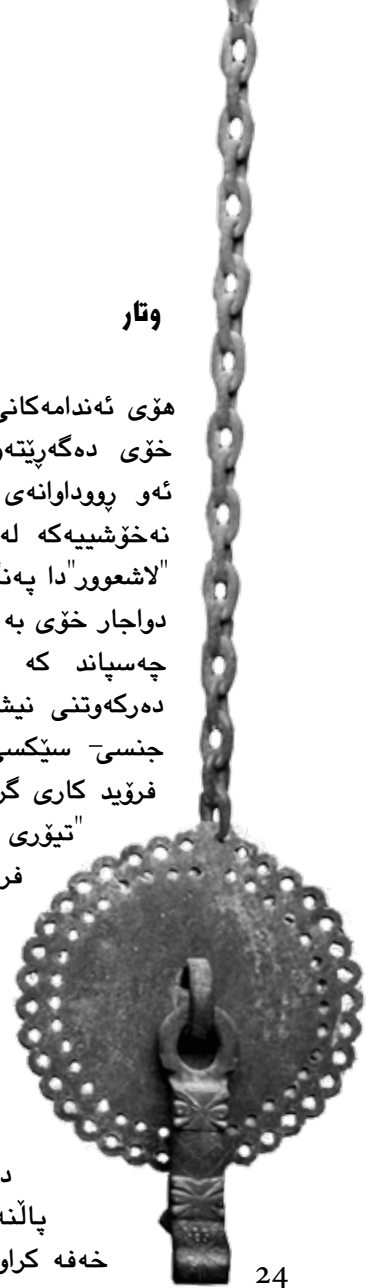 وتار
هۆی ئەندامەکانی
خۆی دەگەڕێتەو
ئەو ڕووداوانەی
نەخۆشییەکە لە
"لاشعوور"دا پەن
دواجار خۆی بە
چەسپاند کە
دەرکەوتنی نیش
جنسی- سێکسی
فرۆید کاری گر
"تیۆری
فر
د
پاڵنە
خەفە کراو
24